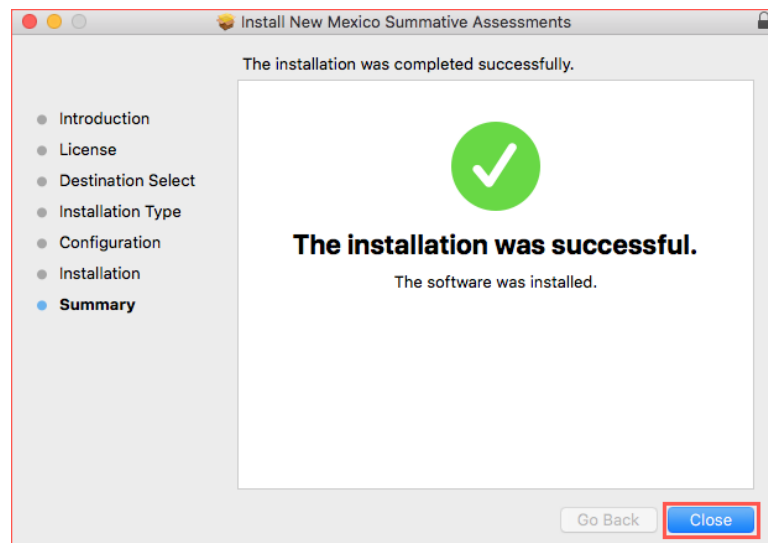 Install New Mexico Summative Assessments
The installation was completed successfully.
Introduction
License
Destination Select
Installation Type
Configuration
Installation
Summary
The installation was successful.
The software was installed.
Go Back
Close